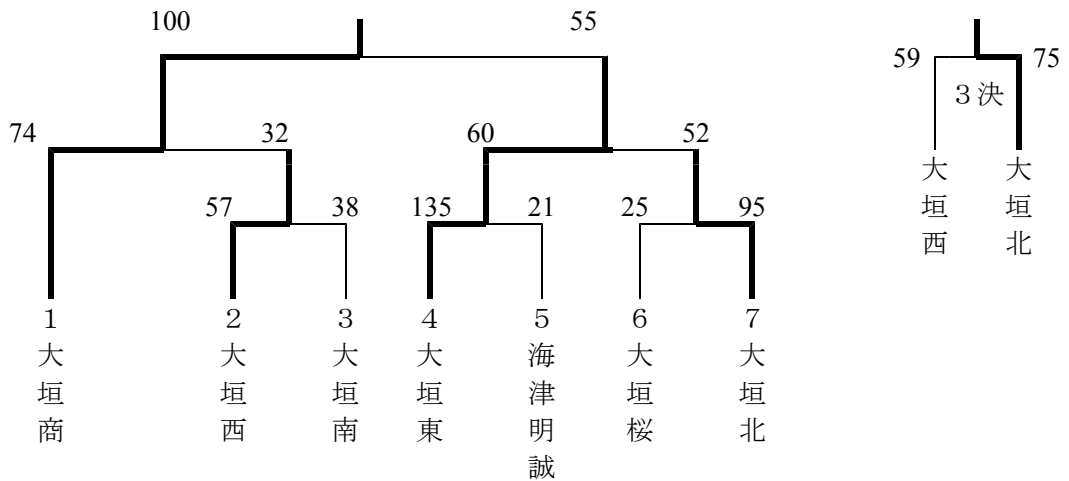 100 55
59 75
3決
74 32 60 52
57 38 135 21 25 95
大垣西
大垣北
1 大垣商
2 大垣西
3 大垣南
4 大垣東
5 海津明誠
6 大垣桜
7 大垣北